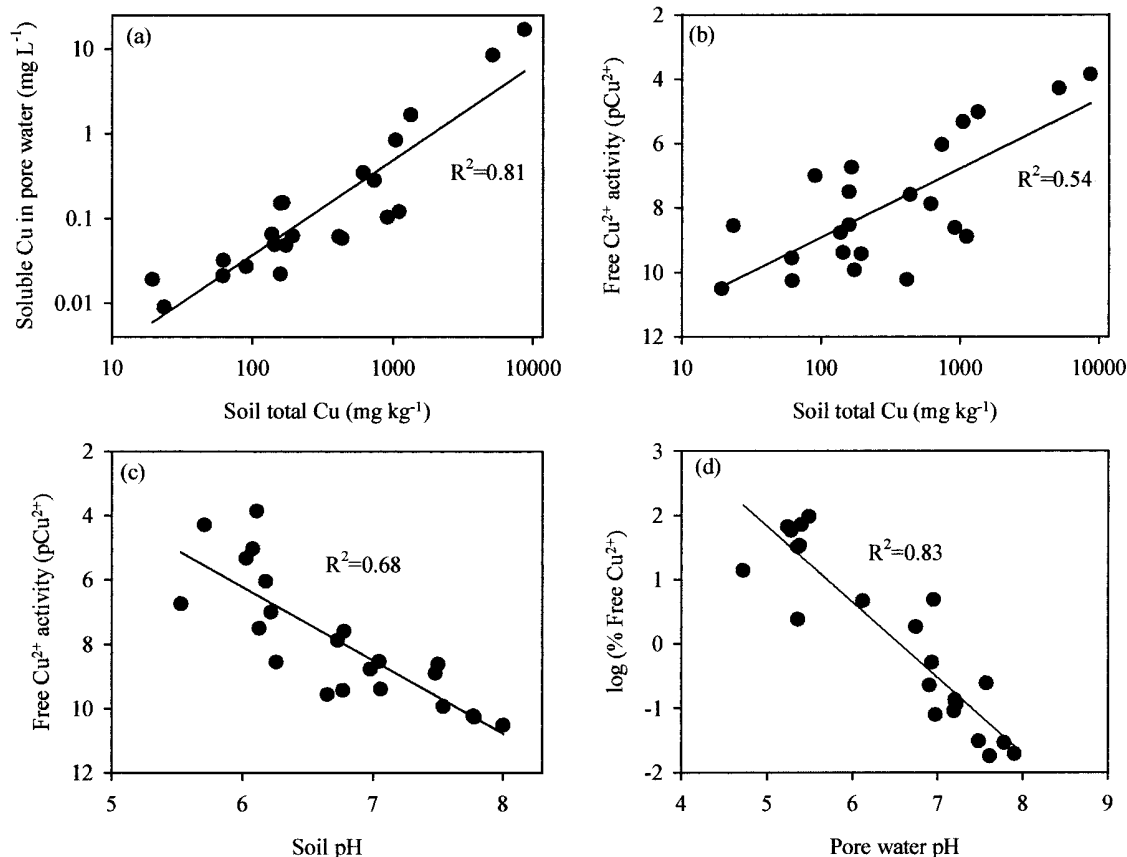 (a)
Soluble Cu in pore water (mg L⁻¹)
10
1
0.1
0.01
R²=0.81
10 100 1000 10000
Soil total Cu (mg kg⁻¹)
(b)
Free Cu²⁺ activity (pCu²⁺)
2
4
6
8
10
12
R²=0.54
10 100 1000 10000
Soil total Cu (mg kg⁻¹)
(c)
Free Cu²⁺ activity (pCu²⁺)
2
4
6
8
10
12
R²=0.68
5 6 7 8
Soil pH
(d)
log (% Free Cu²⁺)
3
2
1
0
-1
-2
R²=0.83
4 5 6 7 8 9
Pore water pH